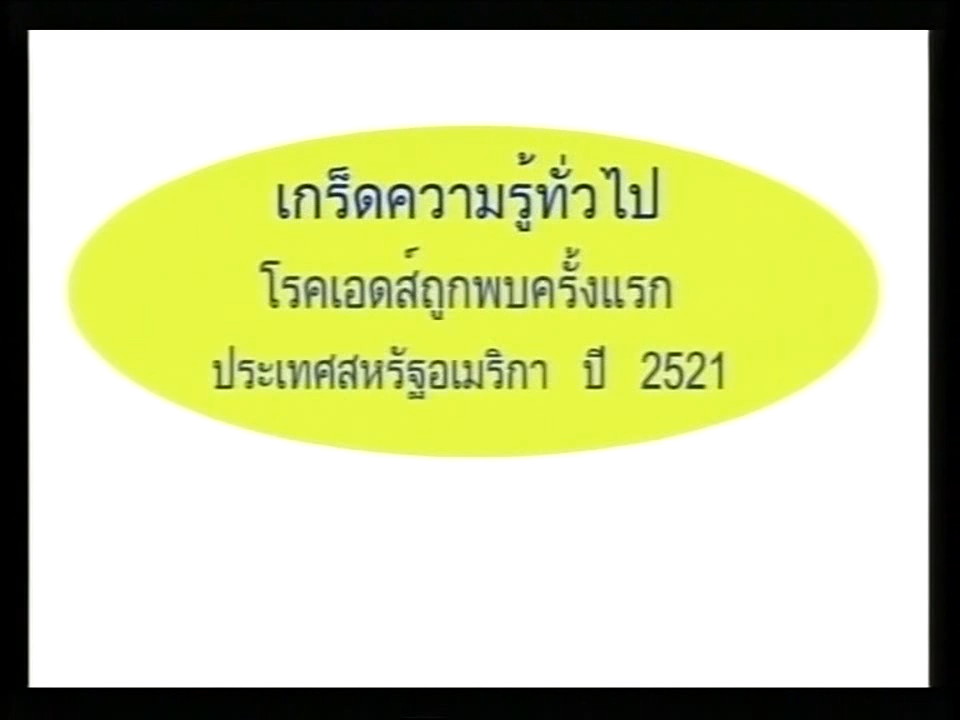 เกร็ดความรู้ทั่วไป
โรคเอดส์ถูกพบครั้งแรก
ประเทศสหรัฐอเมริกา ปี 2521